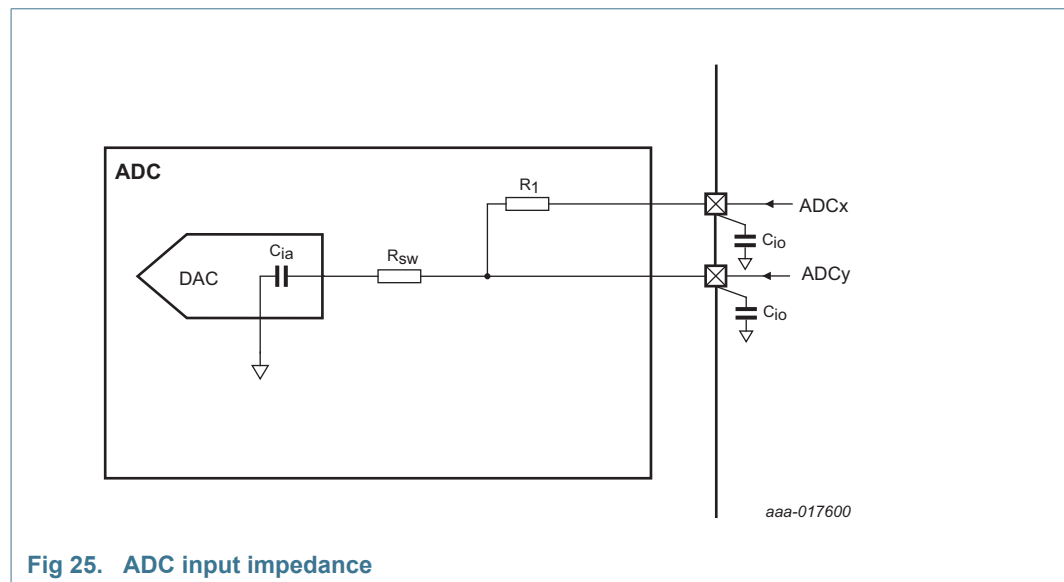 ADC
R1
ADCx
Cio
Cia
Rsw
DAC
ADCy
Cio
aaa-017600
Fig 25. ADC input impedance